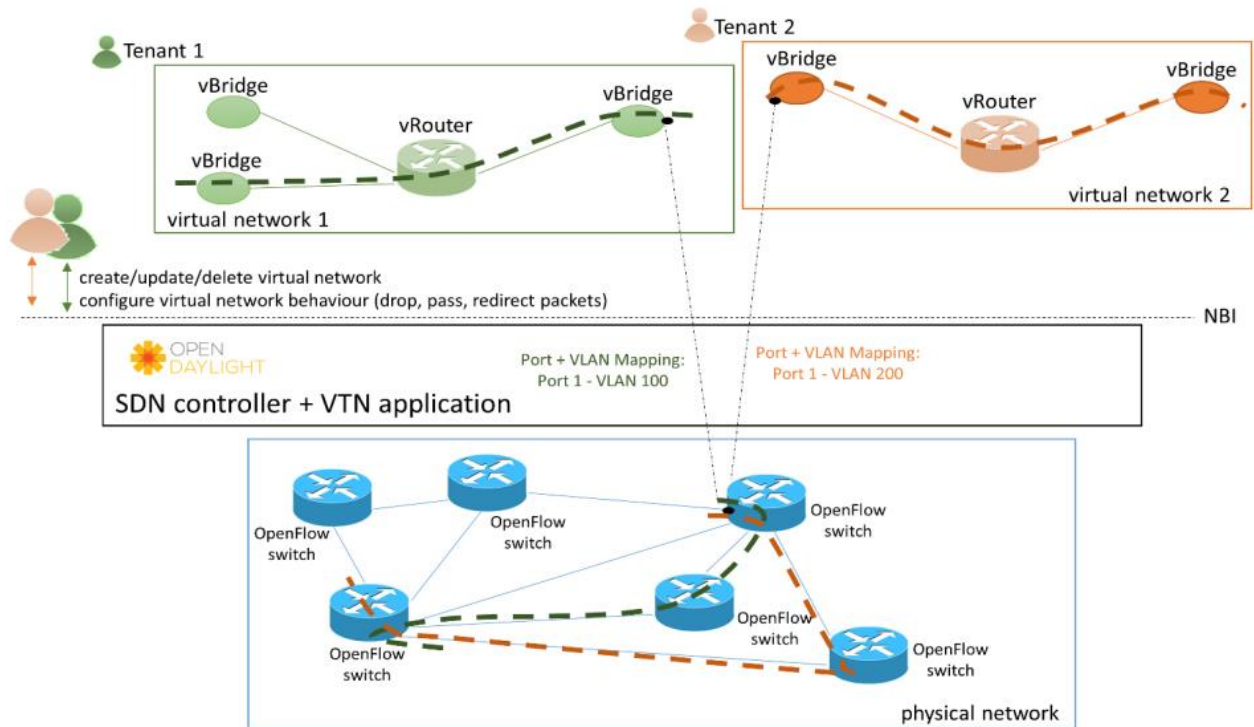 Tenant 1
Tenant 2
vBridge
vBridge
vBridge
vBridge
vRouter
vRouter
vBridge
virtual network 1
virtual network 2
create/update/delete virtual network
configure virtual network behaviour (drop, pass, redirect packets)
NBI
OPEN
DAYLIGHT
Port + VLAN Mapping:
Port 1 - VLAN 100
Port + VLAN Mapping:
Port 1 - VLAN 200
SDN controller + VTN application
OpenFlow
switch
OpenFlow
switch
OpenFlow
switch
OpenFlow
switch
OpenFlow
switch
OpenFlow
switch
physical network